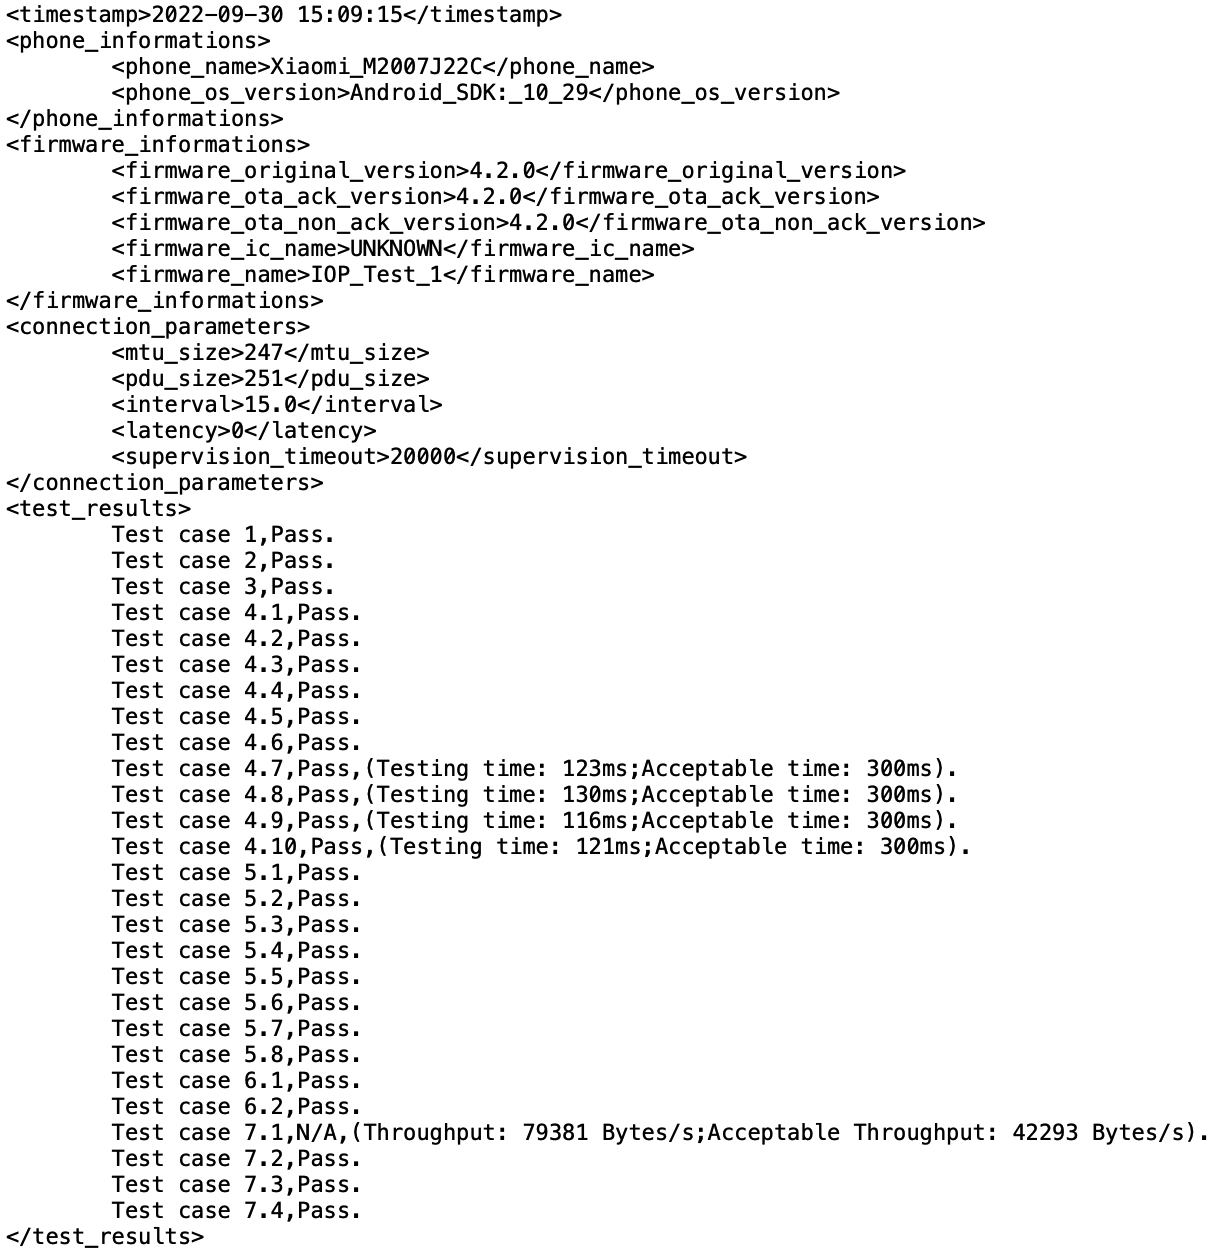 <timestamp>2022-09-30 15:09:15</timestamp>
<phone_informations>
<phone_name>Xiaomi_M2007J22C</phone_name>
<phone_os_version>Android_SDK:_10_29</phone_os_version>
</phone_informations>
<firmware_informations>
<firmware_original_version>4.2.0</firmware_original_version>
<firmware_ota_ack_version>4.2.0</firmware_ota_ack_version>
<firmware_ota_non_ack_version>4.2.0</firmware_ota_non_ack_version>
<firmware_ic_name>UNKNOWN</firmware_ic_name>
<firmware_name>IOP_Test_1</firmware_name>
</firmware_informations>
<connection_parameters>
<mtu_size>247</mtu_size>
<pdu_size>251</pdu_size>
<interval>15.0</interval>
<latency>0</latency>
<supervision_timeout>20000</supervision_timeout>
</connection_parameters>
<test_results>
Test case 1,Pass.
Test case 2,Pass.
Test case 3,Pass.
Test case 4.1,Pass.
Test case 4.2,Pass.
Test case 4.3,Pass.
Test case 4.4,Pass.
Test case 4.5,Pass.
Test case 4.6,Pass.
Test case 4.7,Pass,(Testing time: 123ms;Acceptable time: 300ms).
Test case 4.8,Pass,(Testing time: 130ms;Acceptable time: 300ms).
Test case 4.9,Pass,(Testing time: 116ms;Acceptable time: 300ms).
Test case 4.10,Pass,(Testing time: 121ms;Acceptable time: 300ms).
Test case 5.1,Pass.
Test case 5.2,Pass.
Test case 5.3,Pass.
Test case 5.4,Pass.
Test case 5.5,Pass.
Test case 5.6,Pass.
Test case 5.7,Pass.
Test case 5.8,Pass.
Test case 6.1,Pass.
Test case 6.2,Pass.
Test case 7.1,N/A,(Throughput: 79381 Bytes/s;Acceptable Throughput: 42293 Bytes/s).
Test case 7.2,Pass.
Test case 7.3,Pass.
Test case 7.4,Pass.
</test_results>